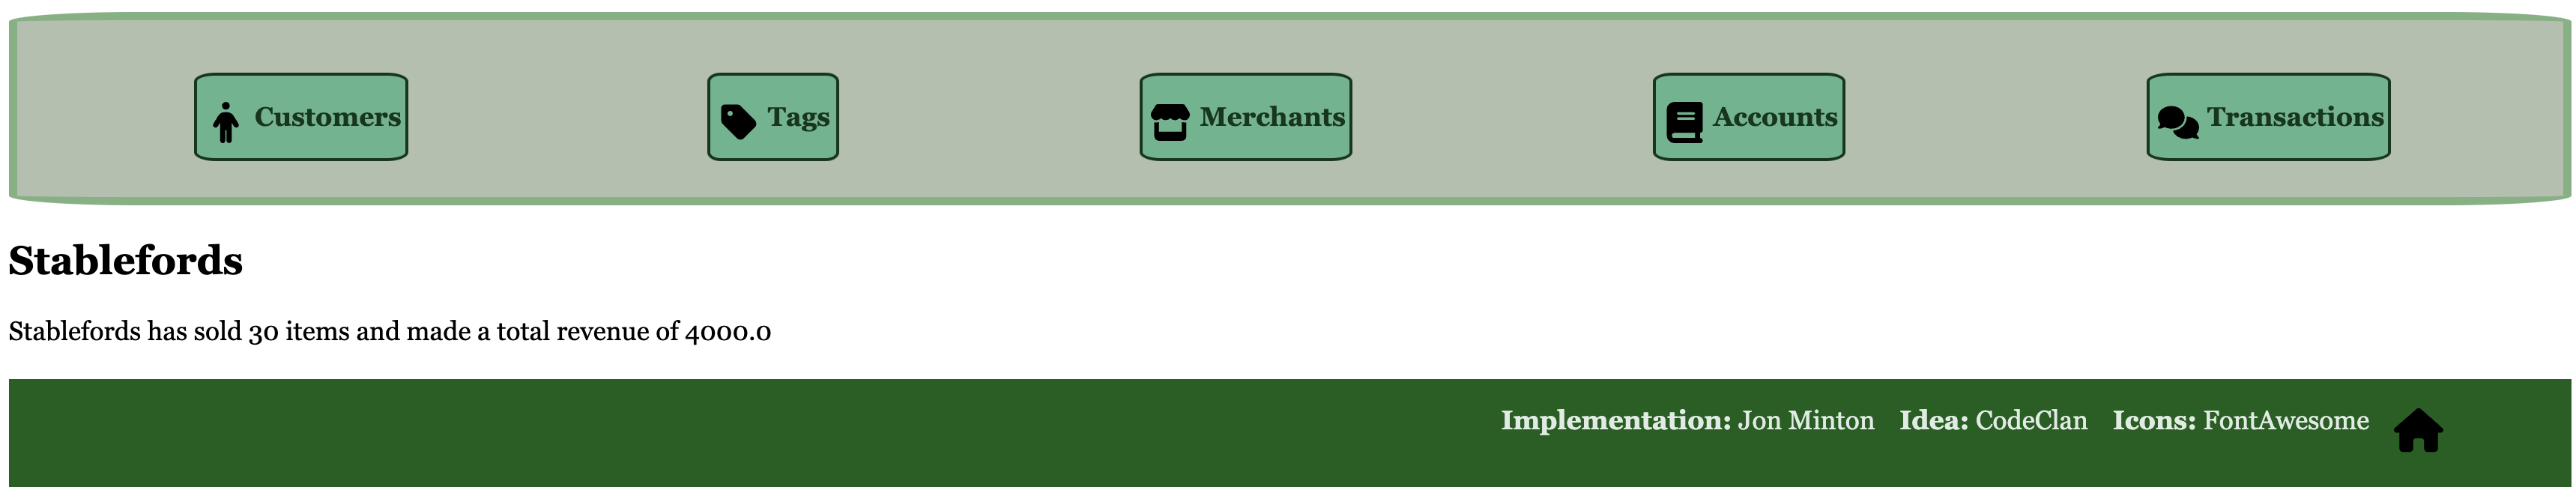 Customers Tags Merchants Accounts Transactions
Stablefords
Stablefords has sold 30 items and made a total revenue of 4000.0
Implementation: Jon Minton Idea: CodeClan Icons: FontAwesome